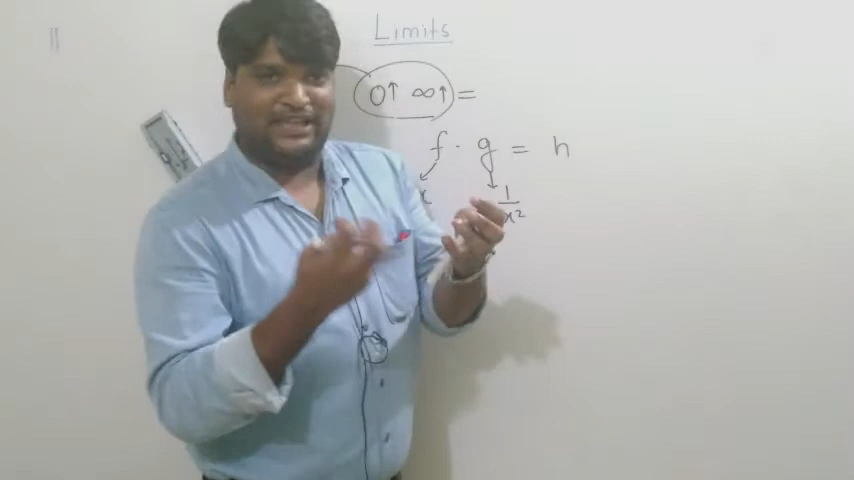 Limits
0↑ ∞↑ =
f · g = h
x 1/x²